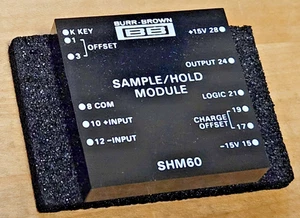 BURR-BROWN
BB
K KEY
1
OFFSET
3
+15V 28
OUTPUT 24
SAMPLE/HOLD
MODULE
LOGIC 21
8 COM
19
CHARGE
OFFSET
17
10 +INPUT
12 -INPUT
-15V 15
SHM60